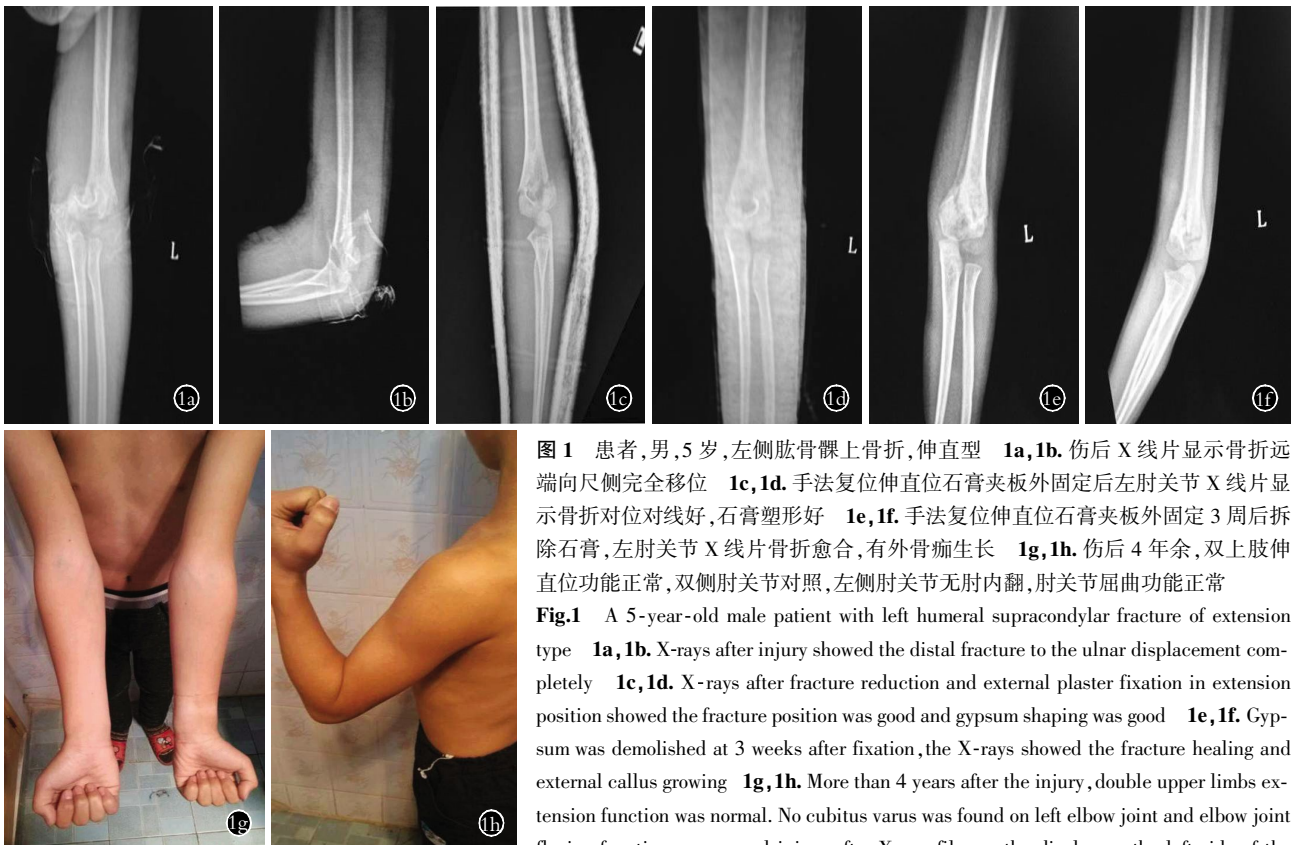 L
L
L
L
L
1a
1b
1c
1d
1e
1f
图 1 患者,男,5 岁,左侧肱骨髁上骨折,伸直型 1a,1b. 伤后 X 线片显示骨折远
端向尺侧完全移位 1c,1d. 手法复位伸直位石膏夹板外固定后左肘关节 X 线片显
示骨折对位对线好,石膏塑形好 1e,1f. 手法复位伸直位石膏夹板外固定 3 周后拆
除石膏,左肘关节 X 线片骨折愈合,有外骨痂生长 1g,1h. 伤后 4 年余,双上肢伸
直位功能正常,双侧肘关节对照,左侧肘关节无肘内翻,肘关节屈曲功能正常
Fig.1 A 5-year-old male patient with left humeral supracondylar fracture of extension
type 1a,1b. X-rays after injury showed the distal fracture to the ulnar displacement com-
pletely 1c,1d. X-rays after fracture reduction and external plaster fixation in extension
position showed the fracture position was good and gypsum shaping was good 1e,1f. Gyp-
sum was demolished at 3 weeks after fixation,the X-rays showed the fracture healing and
external callus growing 1g,1h. More than 4 years after the injury,double upper limbs ex-
tension function was normal. No cubitus varus was found on left elbow joint and elbow joint
1g
1h